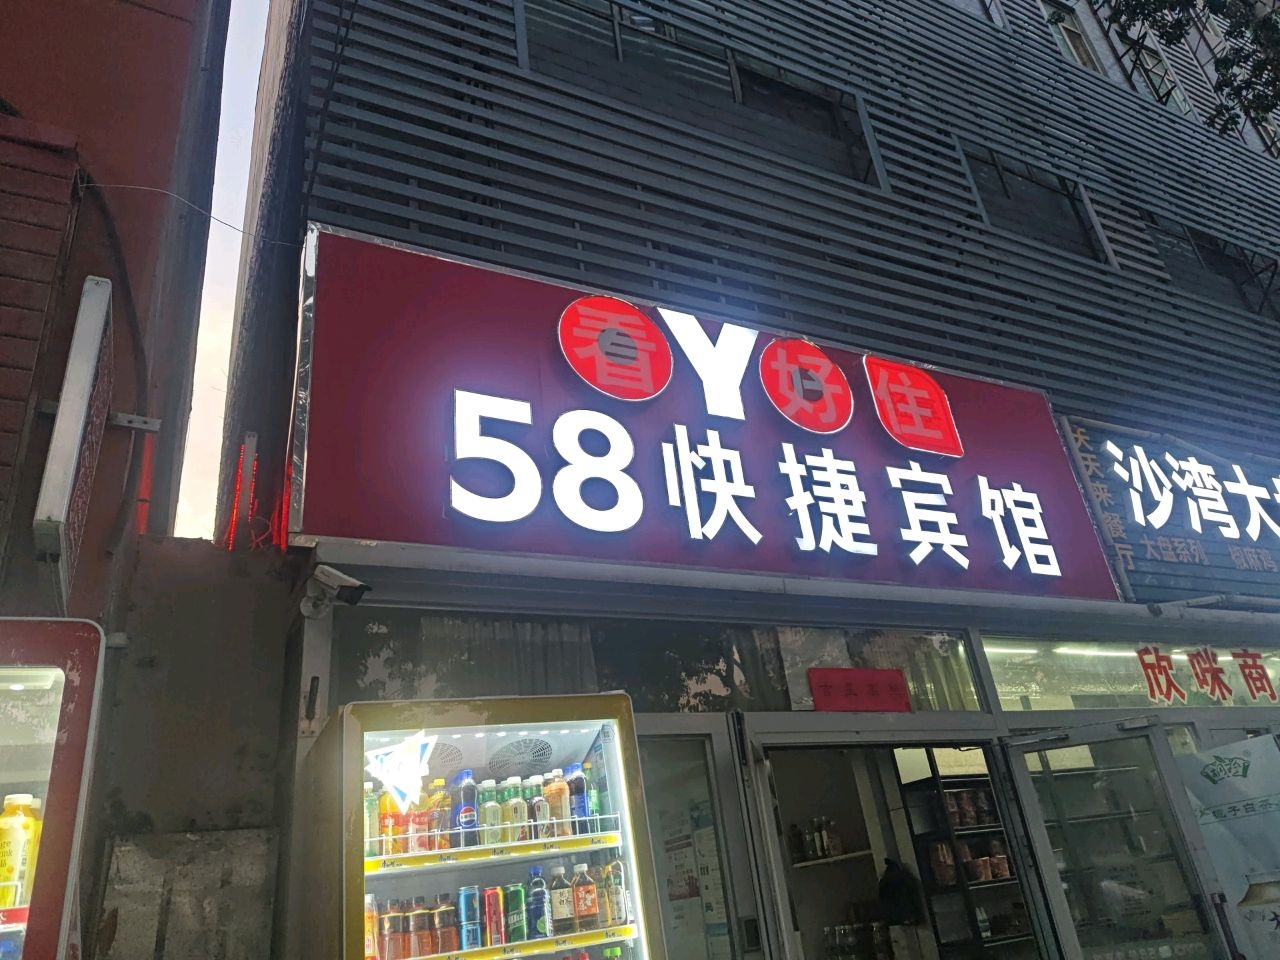 看Y好住
58快捷宾馆
天天来餐厅
沙湾大
大盘系列 椒麻鸡
欣咪商